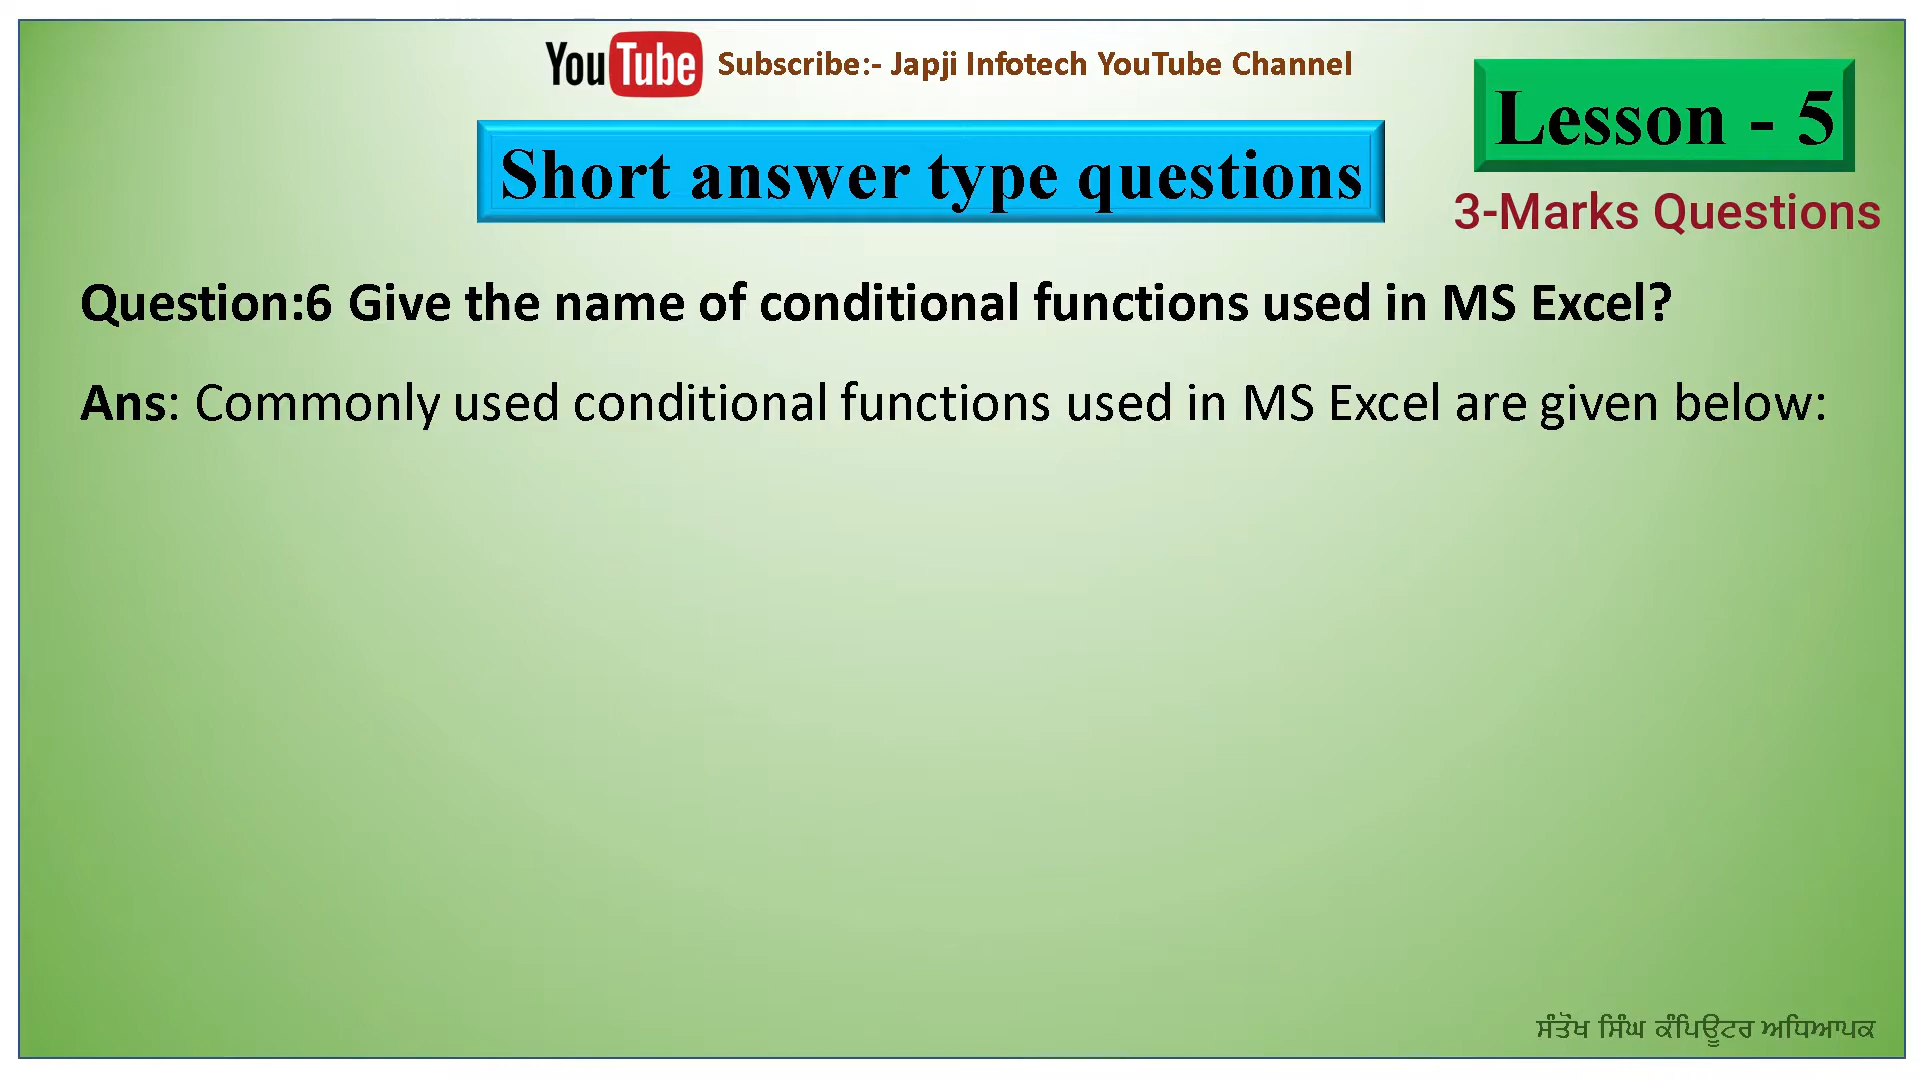 YouTube Subscribe:- Japji Infotech YouTube Channel
Lesson - 5
Short answer type questions
3-Marks Questions
Question:6 Give the name of conditional functions used in MS Excel?
Ans: Commonly used conditional functions used in MS Excel are given below:
ਸੰਤੋਖ ਸਿੰਘ ਕੰਪਿਊਟਰ ਅਧਿਆਪਕ